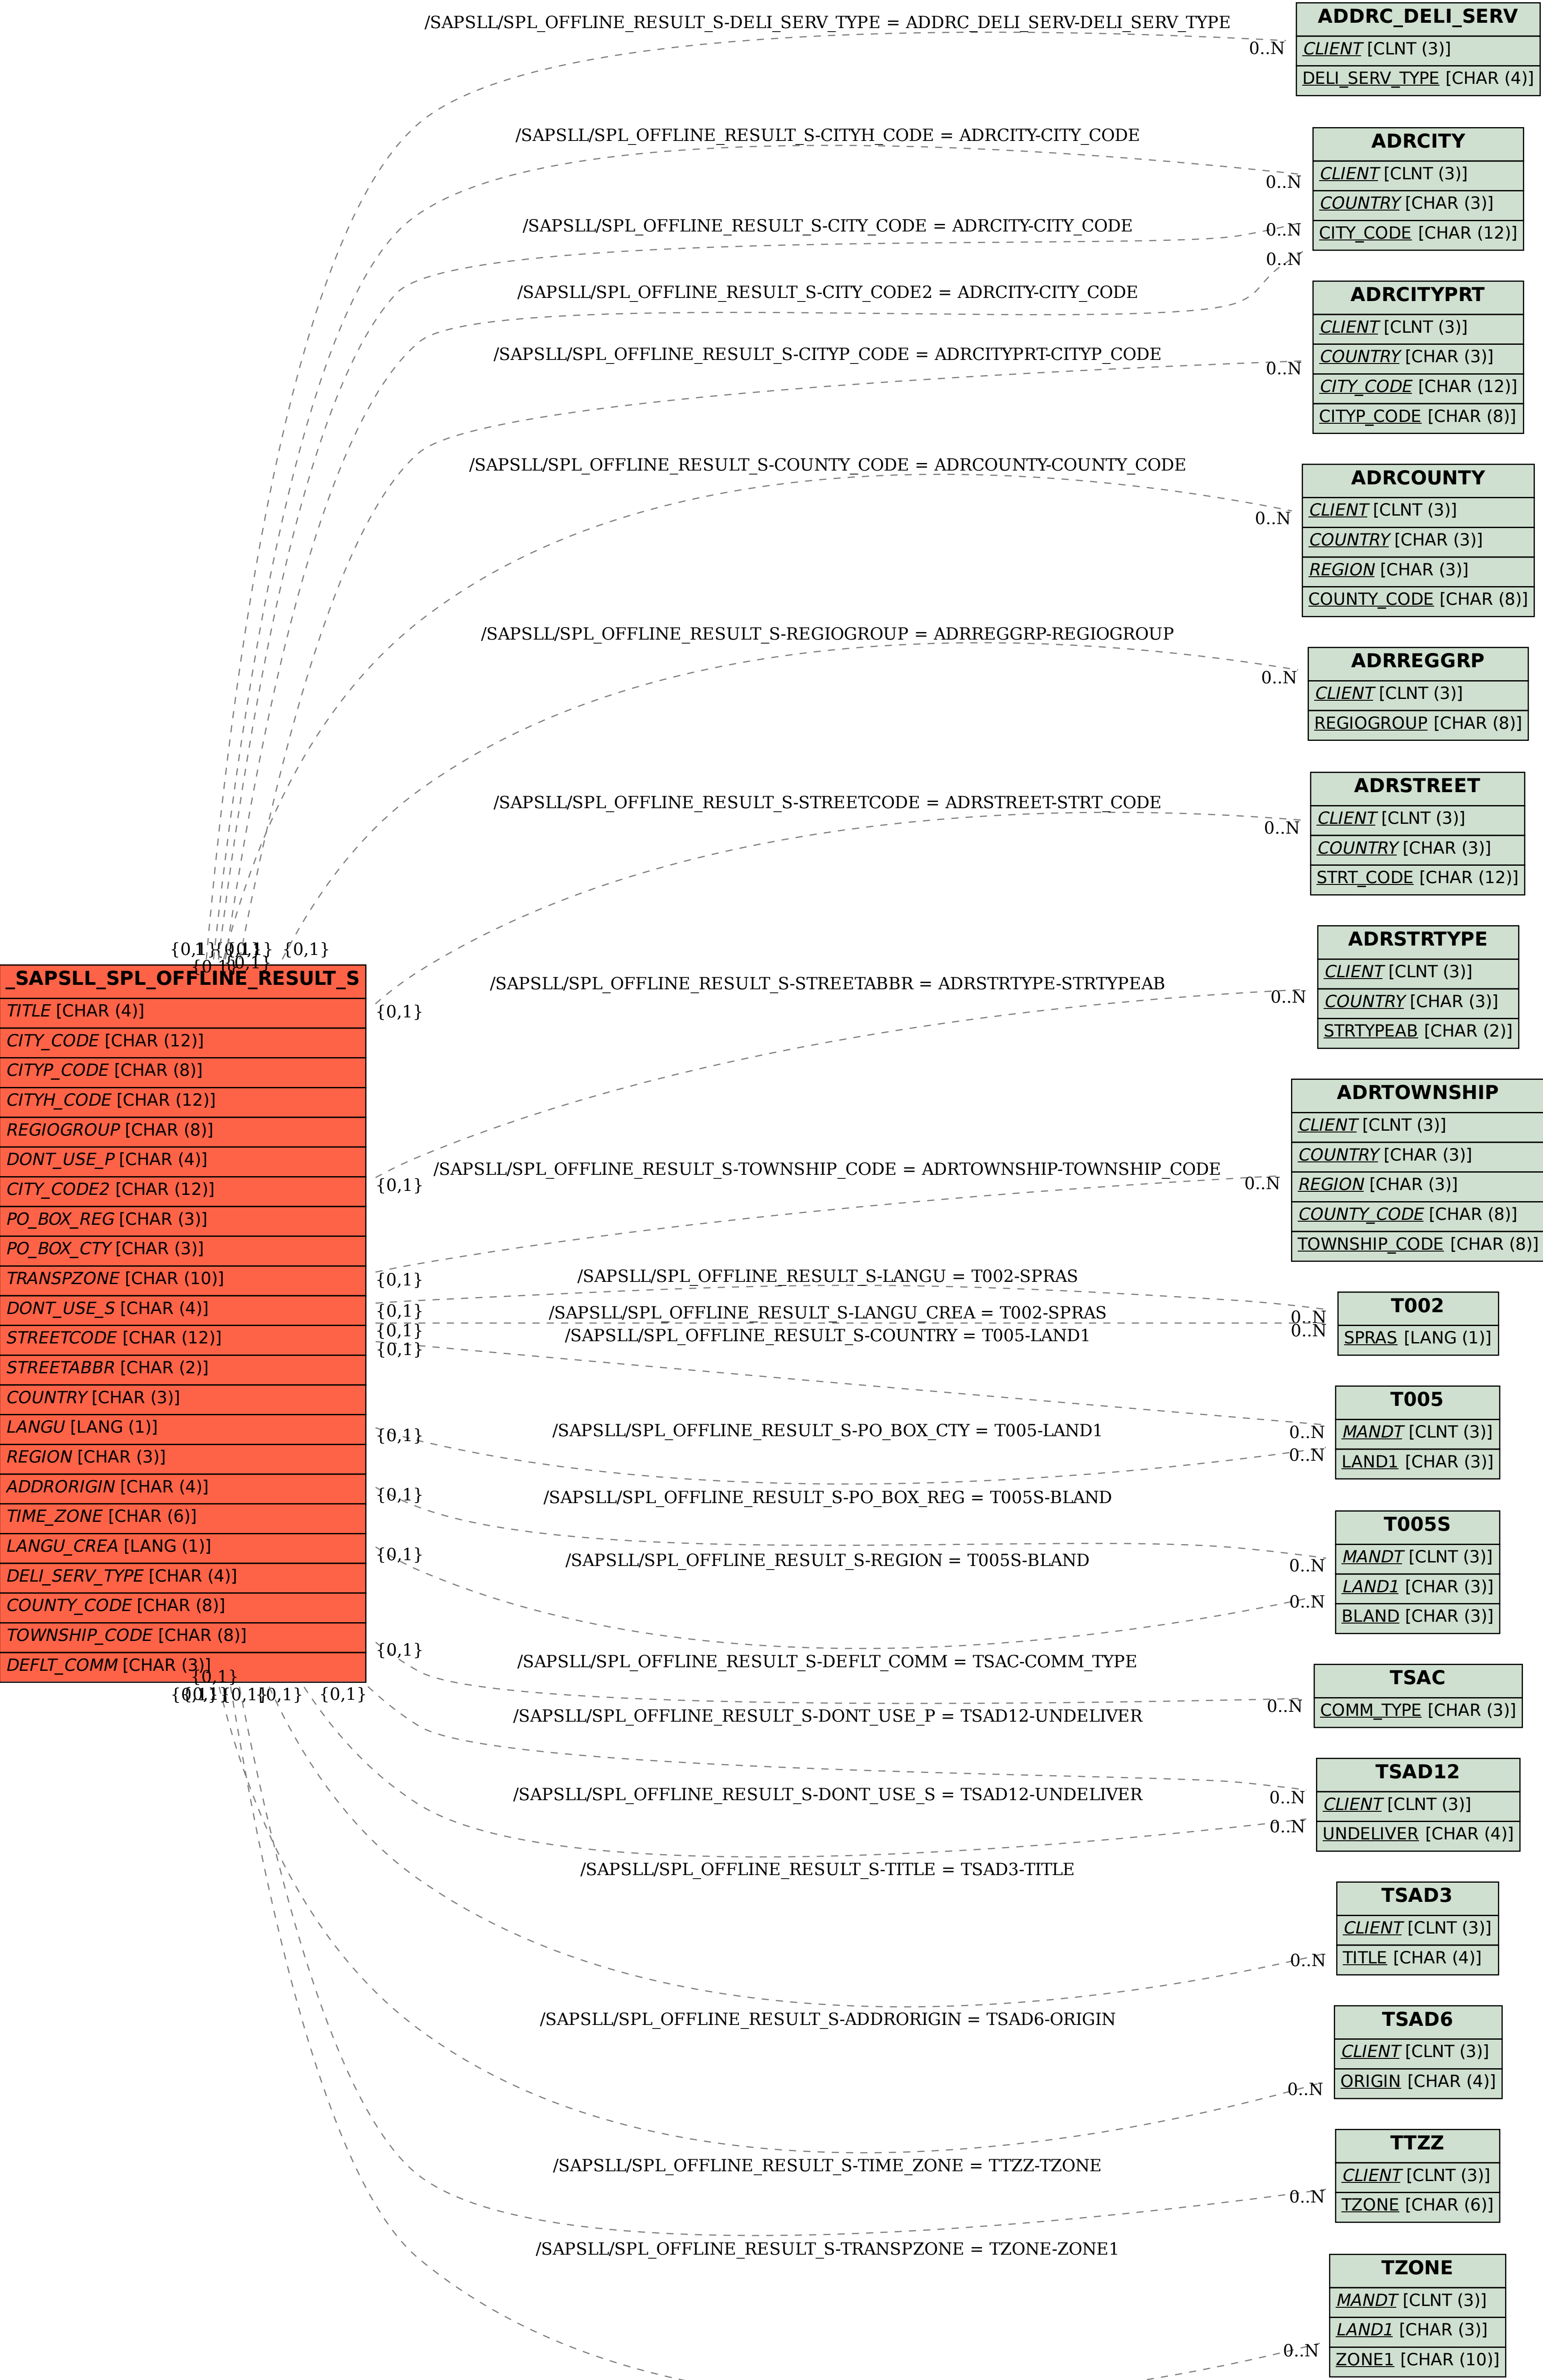 /SAPSLL/SPL_OFFLINE_RESULT_S-DELI_SERV_TYPE = ADDRC_DELI_SERV-DELI_SERV_TYPE
0..N
ADDRC_DELI_SERV
CLIENT [CLNT (3)]
DELI_SERV_TYPE [CHAR (4)]
/SAPSLL/SPL_OFFLINE_RESULT_S-CITYH_CODE = ADRCITY-CITY_CODE
0..N
/SAPSLL/SPL_OFFLINE_RESULT_S-CITY_CODE = ADRCITY-CITY_CODE
0..N
/SAPSLL/SPL_OFFLINE_RESULT_S-CITY_CODE2 = ADRCITY-CITY_CODE
0..N
ADRCITY
CLIENT [CLNT (3)]
COUNTRY [CHAR (3)]
CITY_CODE [CHAR (12)]
/SAPSLL/SPL_OFFLINE_RESULT_S-CITYP_CODE = ADRCITYPRT-CITYP_CODE
0..N
ADRCITYPRT
CLIENT [CLNT (3)]
COUNTRY [CHAR (3)]
CITY_CODE [CHAR (12)]
CITYP_CODE [CHAR (8)]
/SAPSLL/SPL_OFFLINE_RESULT_S-COUNTY_CODE = ADRCOUNTY-COUNTY_CODE
0..N
ADRCOUNTY
CLIENT [CLNT (3)]
COUNTRY [CHAR (3)]
REGION [CHAR (3)]
COUNTY_CODE [CHAR (8)]
/SAPSLL/SPL_OFFLINE_RESULT_S-REGIOGROUP = ADRREGGRP-REGIOGROUP
0..N
ADRREGGRP
CLIENT [CLNT (3)]
REGIOGROUP [CHAR (8)]
/SAPSLL/SPL_OFFLINE_RESULT_S-STREETCODE = ADRSTREET-STRT_CODE
0..N
ADRSTREET
CLIENT [CLNT (3)]
COUNTRY [CHAR (3)]
STRT_CODE [CHAR (12)]
/SAPSLL/SPL_OFFLINE_RESULT_S-STREETABBR = ADRSTRTYPE-STRTYPEAB
0..N
ADRSTRTYPE
CLIENT [CLNT (3)]
COUNTRY [CHAR (3)]
STRTYPEAB [CHAR (2)]
{0,1}
{0,1}
_SAPSLL_SPL_OFFLINE_RESULT_S
TITLE [CHAR (4)]
CITY_CODE [CHAR (12)]
CITYP_CODE [CHAR (8)]
CITYH_CODE [CHAR (12)]
REGIOGROUP [CHAR (8)]
DONT_USE_P [CHAR (4)]
CITY_CODE2 [CHAR (12)]
PO_BOX_REG [CHAR (3)]
PO_BOX_CTY [CHAR (3)]
TRANSPZONE [CHAR (10)]
DONT_USE_S [CHAR (4)]
STREETCODE [CHAR (12)]
STREETABBR [CHAR (2)]
COUNTRY [CHAR (3)]
LANGU [LANG (1)]
REGION [CHAR (3)]
ADDRORIGIN [CHAR (4)]
TIME_ZONE [CHAR (6)]
LANGU_CREA [LANG (1)]
DELI_SERV_TYPE [CHAR (4)]
COUNTY_CODE [CHAR (8)]
TOWNSHIP_CODE [CHAR (8)]
DEFLT_COMM [CHAR (3)]
{0,1}
{0,1}
{0,1}
{0,1}
{0,1}
{0,1}
{0,1}
{0,1}
{0,1}
{0,1}
{0,1}
{0,1}
{0,1}
/SAPSLL/SPL_OFFLINE_RESULT_S-TOWNSHIP_CODE = ADRTOWNSHIP-TOWNSHIP_CODE
0..N
ADRTOWNSHIP
CLIENT [CLNT (3)]
COUNTRY [CHAR (3)]
REGION [CHAR (3)]
COUNTY_CODE [CHAR (8)]
TOWNSHIP_CODE [CHAR (8)]
/SAPSLL/SPL_OFFLINE_RESULT_S-LANGU = T002-SPRAS
0..N
/SAPSLL/SPL_OFFLINE_RESULT_S-LANGU_CREA = T002-SPRAS
0..N
T002
SPRAS [LANG (1)]
/SAPSLL/SPL_OFFLINE_RESULT_S-COUNTRY = T005-LAND1
0..N
/SAPSLL/SPL_OFFLINE_RESULT_S-PO_BOX_CTY = T005-LAND1
0..N
T005
MANDT [CLNT (3)]
LAND1 [CHAR (3)]
/SAPSLL/SPL_OFFLINE_RESULT_S-PO_BOX_REG = T005S-BLAND
0..N
/SAPSLL/SPL_OFFLINE_RESULT_S-REGION = T005S-BLAND
0..N
T005S
MANDT [CLNT (3)]
LAND1 [CHAR (3)]
BLAND [CHAR (3)]
/SAPSLL/SPL_OFFLINE_RESULT_S-DEFLT_COMM = TSAC-COMM_TYPE
0..N
TSAC
COMM_TYPE [CHAR (3)]
/SAPSLL/SPL_OFFLINE_RESULT_S-DONT_USE_P = TSAD12-UNDELIVER
0..N
/SAPSLL/SPL_OFFLINE_RESULT_S-DONT_USE_S = TSAD12-UNDELIVER
0..N
TSAD12
CLIENT [CLNT (3)]
UNDELIVER [CHAR (4)]
/SAPSLL/SPL_OFFLINE_RESULT_S-TITLE = TSAD3-TITLE
0..N
TSAD3
CLIENT [CLNT (3)]
TITLE [CHAR (4)]
/SAPSLL/SPL_OFFLINE_RESULT_S-ADDRORIGIN = TSAD6-ORIGIN
0..N
TSAD6
CLIENT [CLNT (3)]
ORIGIN [CHAR (4)]
/SAPSLL/SPL_OFFLINE_RESULT_S-TIME_ZONE = TTZZ-TZONE
0..N
TTZZ
CLIENT [CLNT (3)]
TZONE [CHAR (6)]
/SAPSLL/SPL_OFFLINE_RESULT_S-TRANSPZONE = TZONE-ZONE1
0..N
TZONE
MANDT [CLNT (3)]
LAND1 [CHAR (3)]
ZONE1 [CHAR (10)]